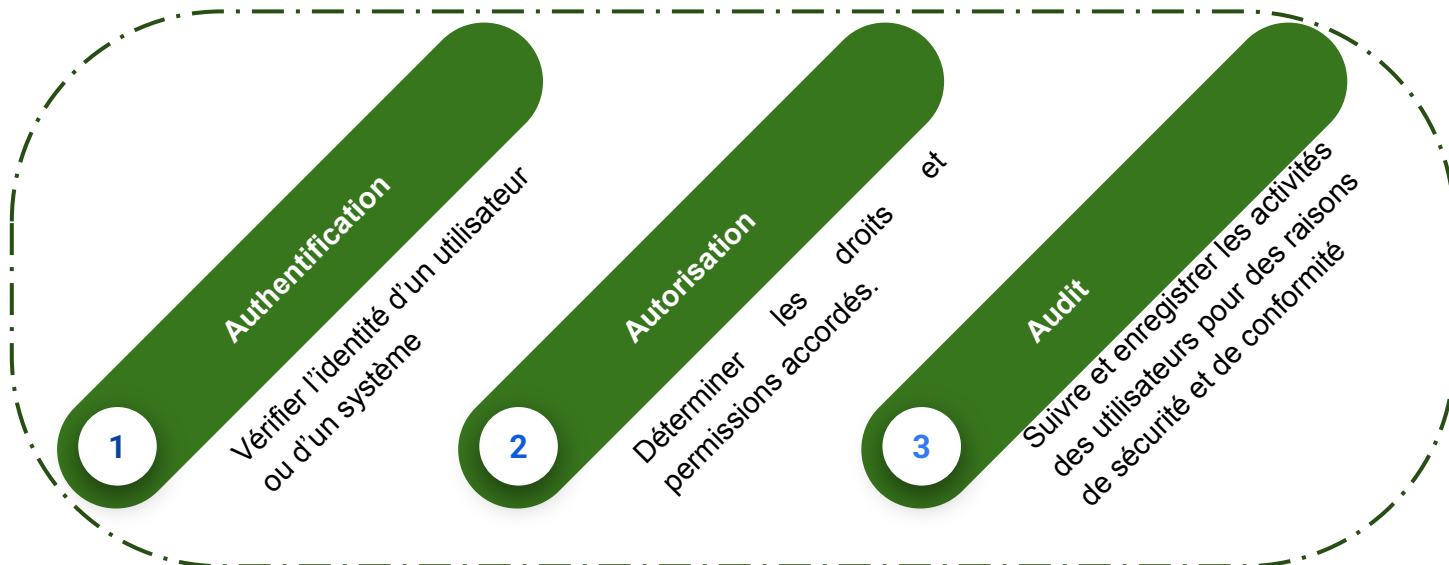 1
Authentification
Vérifier l’identité d’un utilisateur
ou d’un système
2
Autorisation
Déterminer les droits et
permissions accordés.
3
Audit
Suivre et enregistrer les activités
des utilisateurs pour des raisons
de sécurité et de conformité